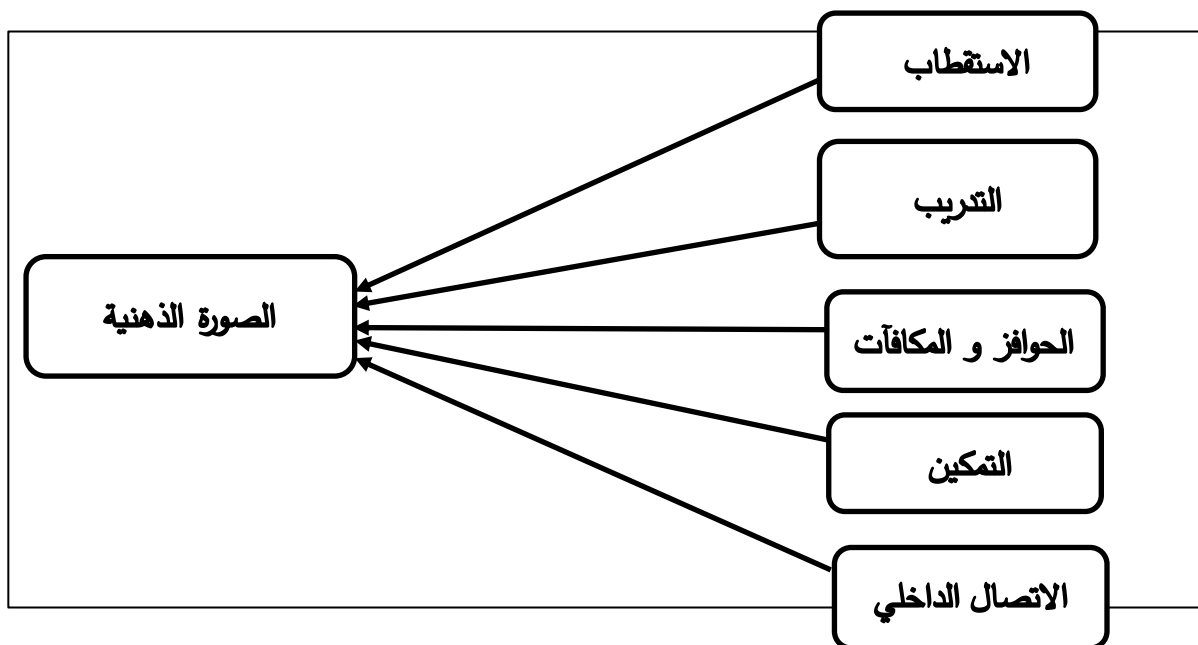 الاستقطاب
التدريب
الصورة الذهنية
الحوافز و المكافآت
التمكين
الاتصال الداخلي